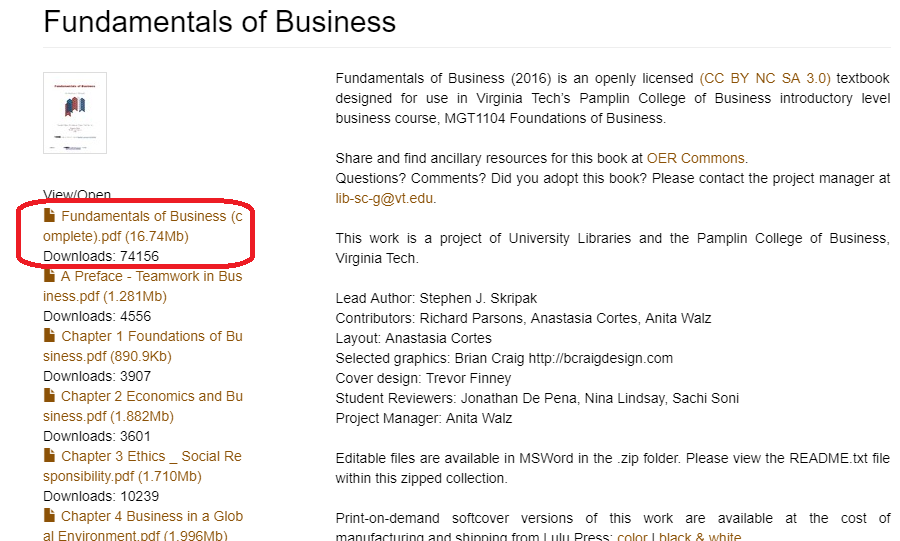 Fundamentals of Business
View/Open
Fundamentals of Business (c
omplete).pdf (16.74Mb)
Downloads: 74156
A Preface - Teamwork in Bus
iness.pdf (1.281Mb)
Downloads: 4556
Chapter 1 Foundations of Bu
siness.pdf (890.9Kb)
Downloads: 3907
Chapter 2 Economics and Bu
siness.pdf (1.882Mb)
Downloads: 3601
Chapter 3 Ethics _ Social Re
sponsibility.pdf (1.710Mb)
Downloads: 10239
Chapter 4 Business in a Glob
al Environment.pdf (1.996Mb)
Fundamentals of Business (2016) is an openly licensed (CC BY NC SA 3.0) textbook
designed for use in Virginia Tech's Pamplin College of Business introductory level
business course, MGT1104 Foundations of Business.
Share and find ancillary resources for this book at OER Commons.
Questions? Comments? Did you adopt this book? Please contact the project manager at
lib-sc-g@vt.edu.
This work is a project of University Libraries and the Pamplin College of Business,
Virginia Tech.
Lead Author: Stephen J. Skripak
Contributors: Richard Parsons, Anastasia Cortes, Anita Walz
Layout: Anastasia Cortes
Selected graphics: Brian Craig http://bcraigdesign.com
Cover design: Trevor Finney
Student Reviewers: Jonathan De Pena, Nina Lindsay, Sachi Soni
Project Manager: Anita Walz
Editable files are available in MSWord in the .zip folder. Please view the README.txt file
within this zipped collection.
Print-on-demand softcover versions of this work are available at the cost of
manufacturing and shipping from Lulu Press: color | black & white